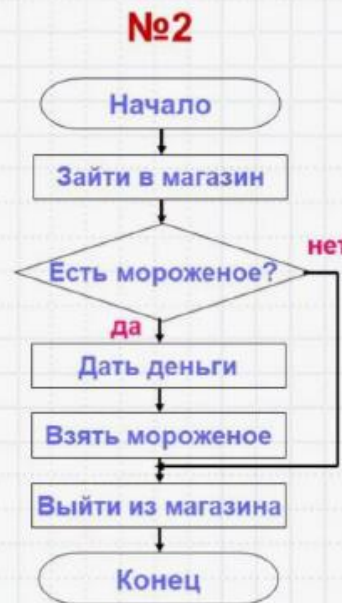 №2
Начало
Зайти в магазин
Есть мороженое?
нет
да
Дать деньги
Взять мороженое
Выйти из магазина
Конец